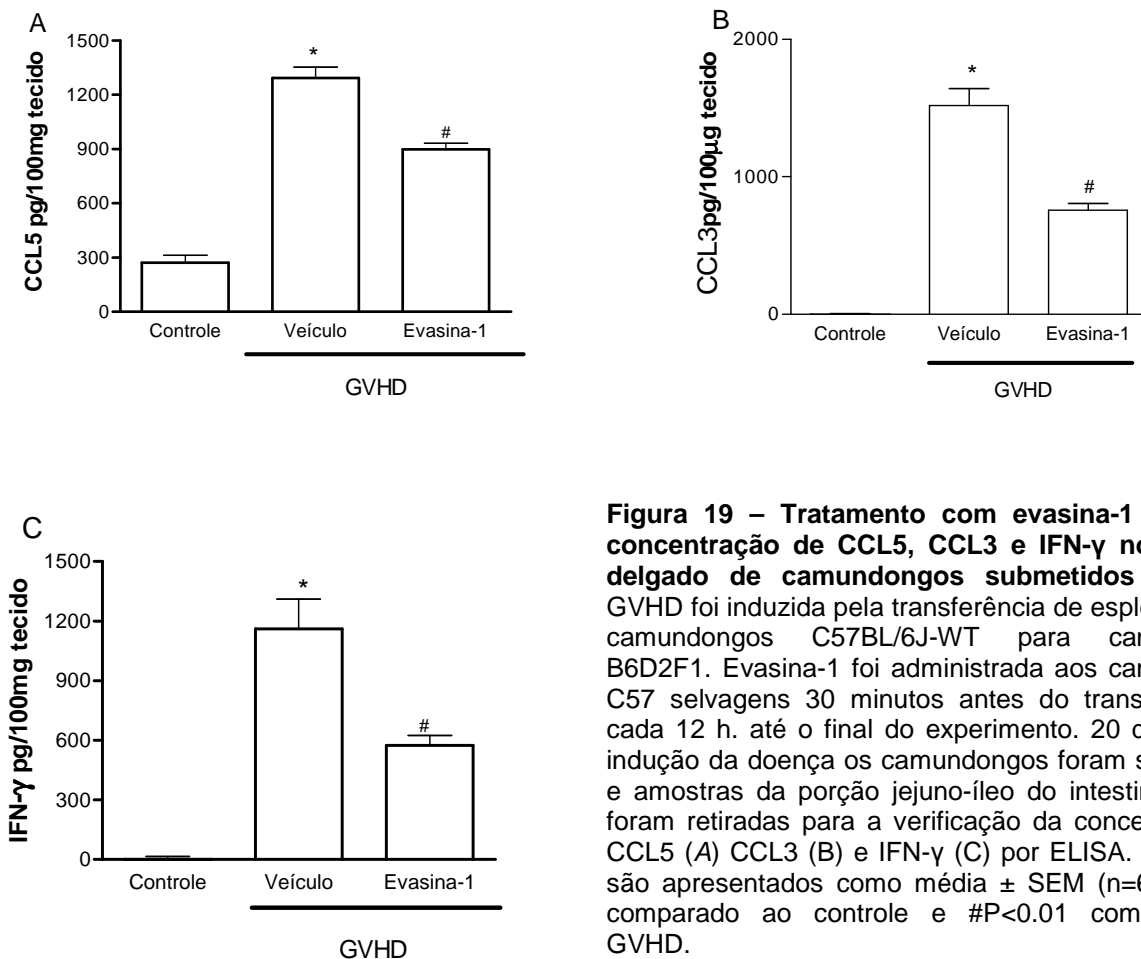 A
CCL5 pg/100mg tecido
1500
1200
900
600
300
0
*
#
Controle Veículo Evasina-1
GVHD
B
CCL3pg/100µg tecido
2000
1000
0
*
#
Controle Veículo Evasina-1
GVHD
C
IFN-γ pg/100mg tecido
1500
1200
900
600
300
0
*
#
Controle Veículo Evasina-1
GVHD
Figura 19 – Tratamento com evasina-1
concentração de CCL5, CCL3 e IFN-γ
delgado de camundongos submetidos
GVHD foi induzida pela transferência de
camundongos C57BL/6J-WT para
B6D2F1. Evasina-1 foi administrada aos
C57 selvagens 30 minutos antes do
cada 12 h. até o final do experimento. 20
indução da doença os camundongos foram
e amostras da porção jejuno-íleo do
foram retiradas para a verificação da
CCL5 (A) CCL3 (B) e IFN-γ (C) por ELISA.
são apresentados como média ± SEM
comparado ao controle e #P<0.01
GVHD.